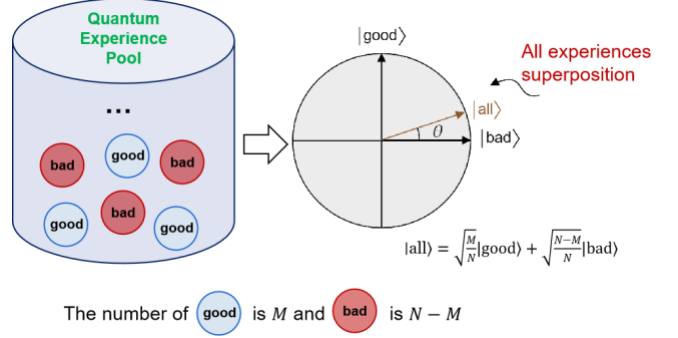 Quantum
Experience
Pool
...
bad
good
bad
good
bad
good
|good⟩
All experiences
superposition
|all⟩
θ
|bad⟩
|all⟩ = √(M/N)|good⟩ + √((N−M)/N)|bad⟩
The number of good is M and bad is N − M